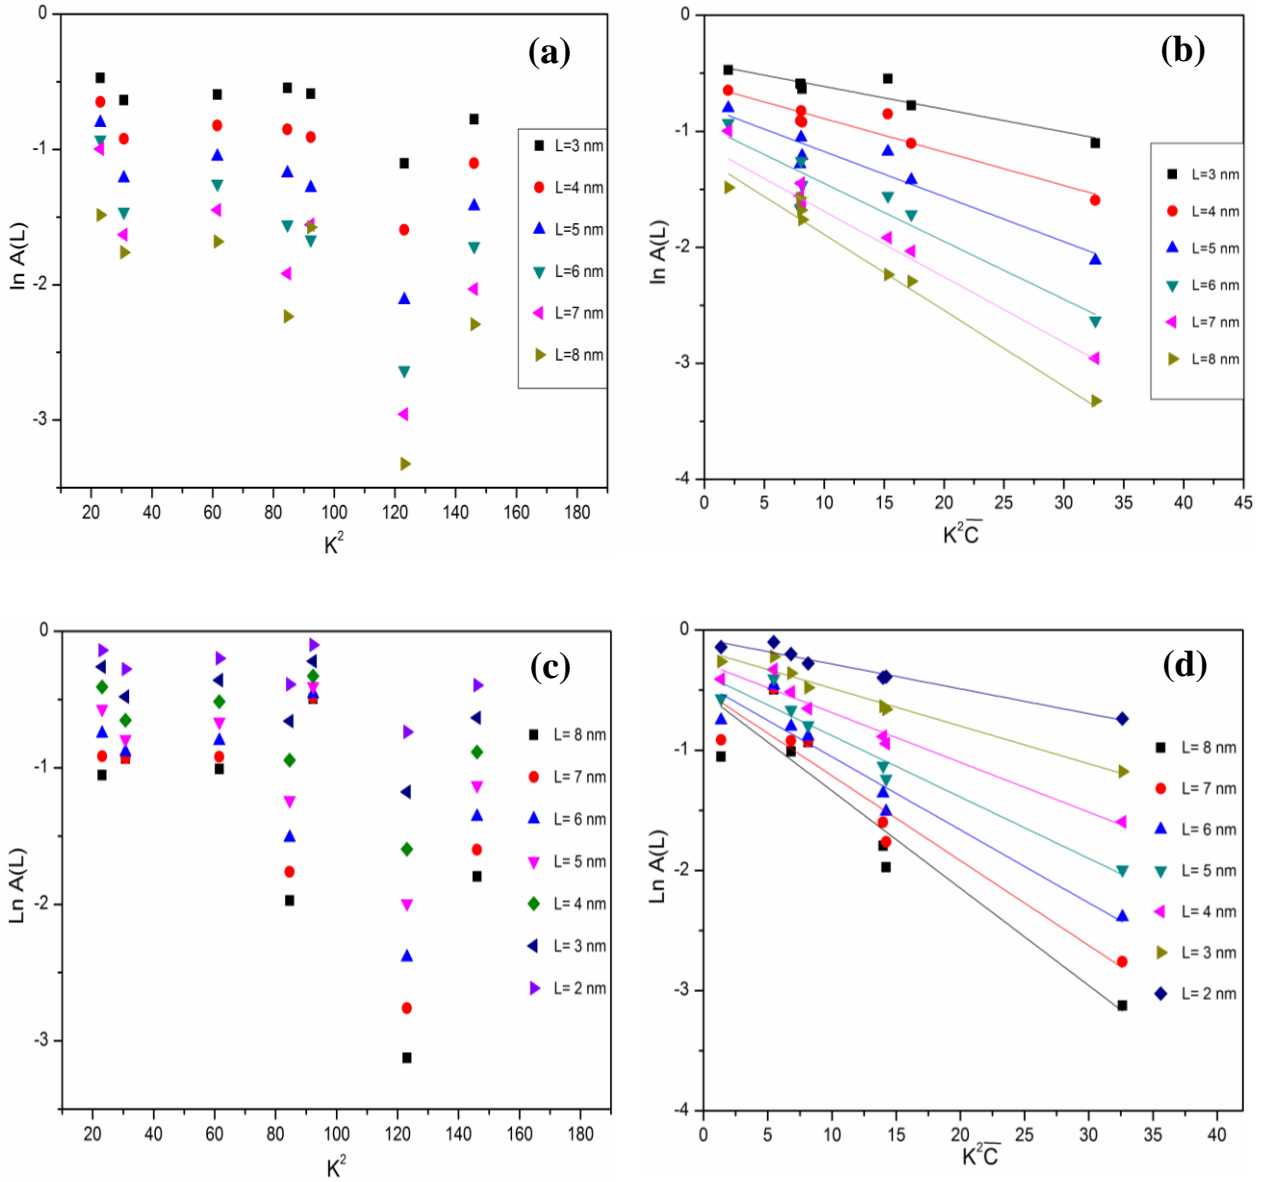 (a)
ln A(L)
0
-1
-2
-3
L=3 nm
L=4 nm
L=5 nm
L=6 nm
L=7 nm
L=8 nm
20 40 60 80 100 120 140 160 180
K²
(b)
ln A(L)
0
-1
-2
-3
-4
L=3 nm
L=4 nm
L=5 nm
L=6 nm
L=7 nm
L=8 nm
0 5 10 15 20 25 30 35 40 45
K²C̅
(c)
Ln A(L)
0
-1
-2
-3
L= 8 nm
L= 7 nm
L= 6 nm
L= 5 nm
L= 4 nm
L= 3 nm
L= 2 nm
20 40 60 80 100 120 140 160 180
K²
(d)
Ln A(L)
0
-1
-2
-3
-4
L= 8 nm
L= 7 nm
L= 6 nm
L= 5 nm
L= 4 nm
L= 3 nm
L= 2 nm
0 5 10 15 20 25 30 35 40
K²C̅